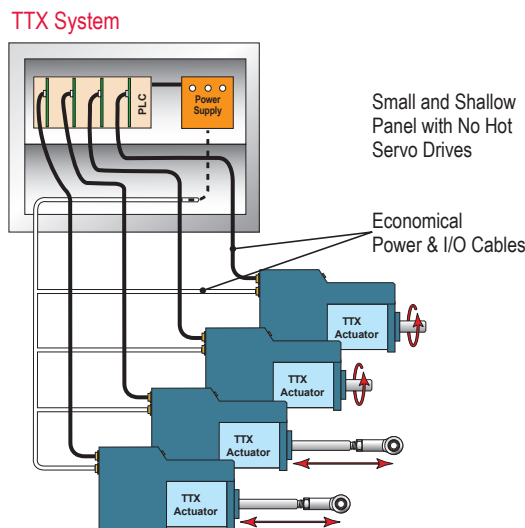 TTX System
PLC
Power
Supply
Small and Shallow
Panel with No Hot
Servo Drives
Economical
Power & I/O Cables
TTX
Actuator
TTX
Actuator
TTX
Actuator
TTX
Actuator